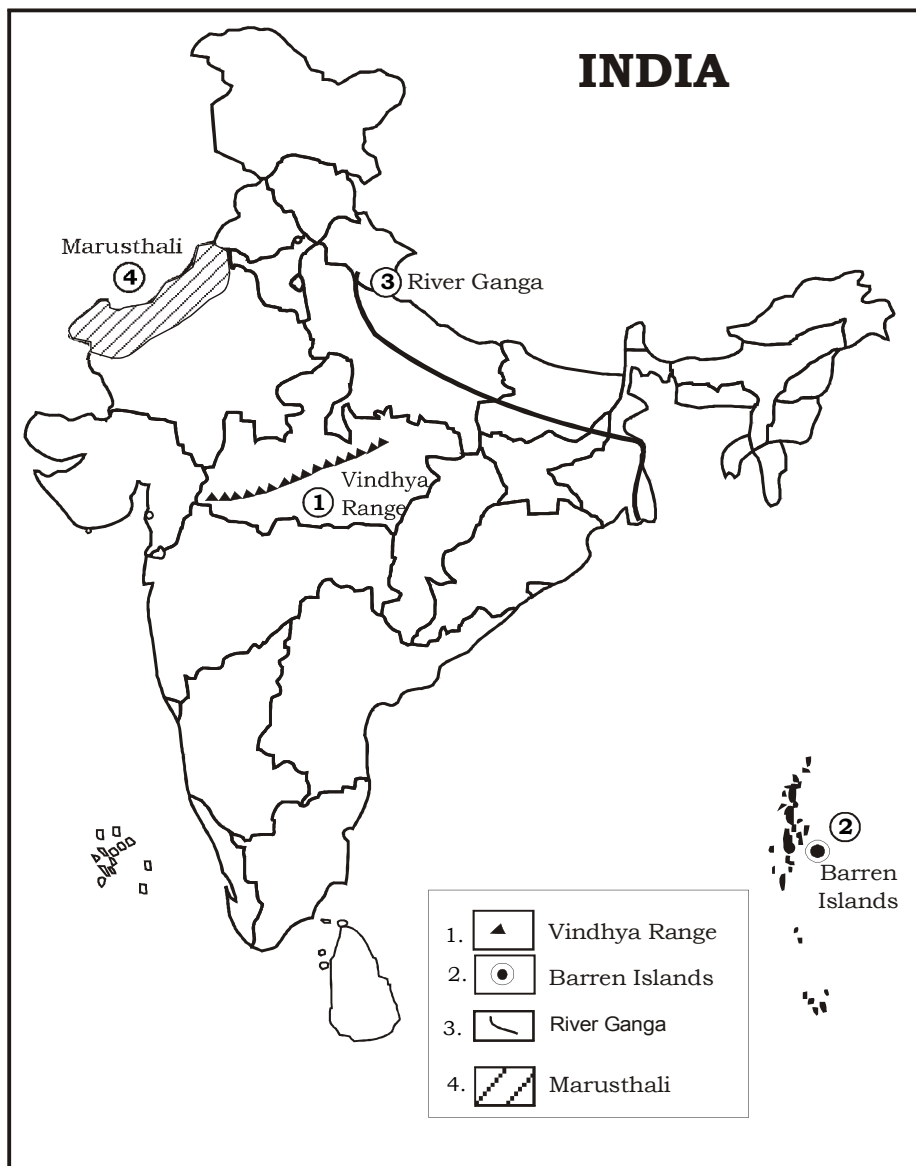 INDIA
Marusthali
4
3 River Ganga
1 Vindhya
Range
2
Barren
Islands
1. Vindhya Range
2. Barren Islands
3. River Ganga
4. Marusthali